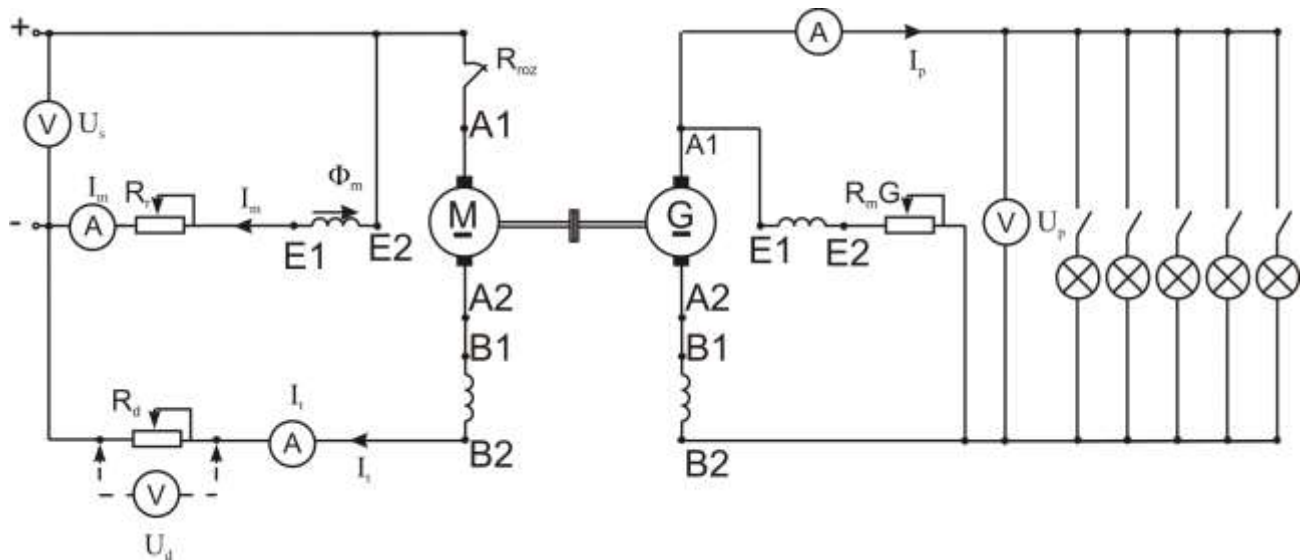 +
A
I_p
R_roz
V
U_s
A1
A1
Φ_m
I_m
R_r
I_m
M
G
R_mG
V
U_p
-
A
E1
E2
E1
E2
A2
A2
B1
B1
R_d
I_t
A
I_t
B2
B2
V
U_d